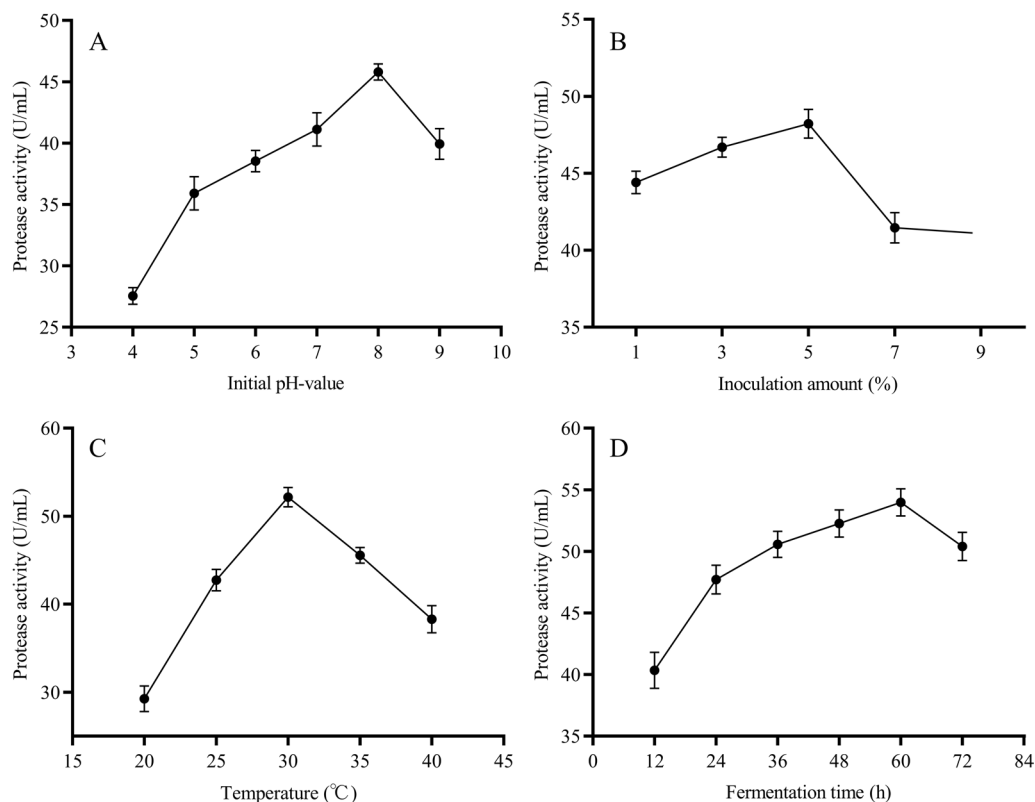 A
50
45
40
35
30
25
3 4 5 6 7 8 9 10
Protease activity (U/mL)
Initial pH-value
B
55
50
45
40
35
1 3 5 7 9
Protease activity (U/mL)
Inoculation amount (%)
C
60
50
40
30
15 20 25 30 35 40 45
Protease activity (U/mL)
Temperature (℃)
D
60
55
50
45
40
35
0 12 24 36 48 60 72 84
Protease activity (U/mL)
Fermentation time (h)